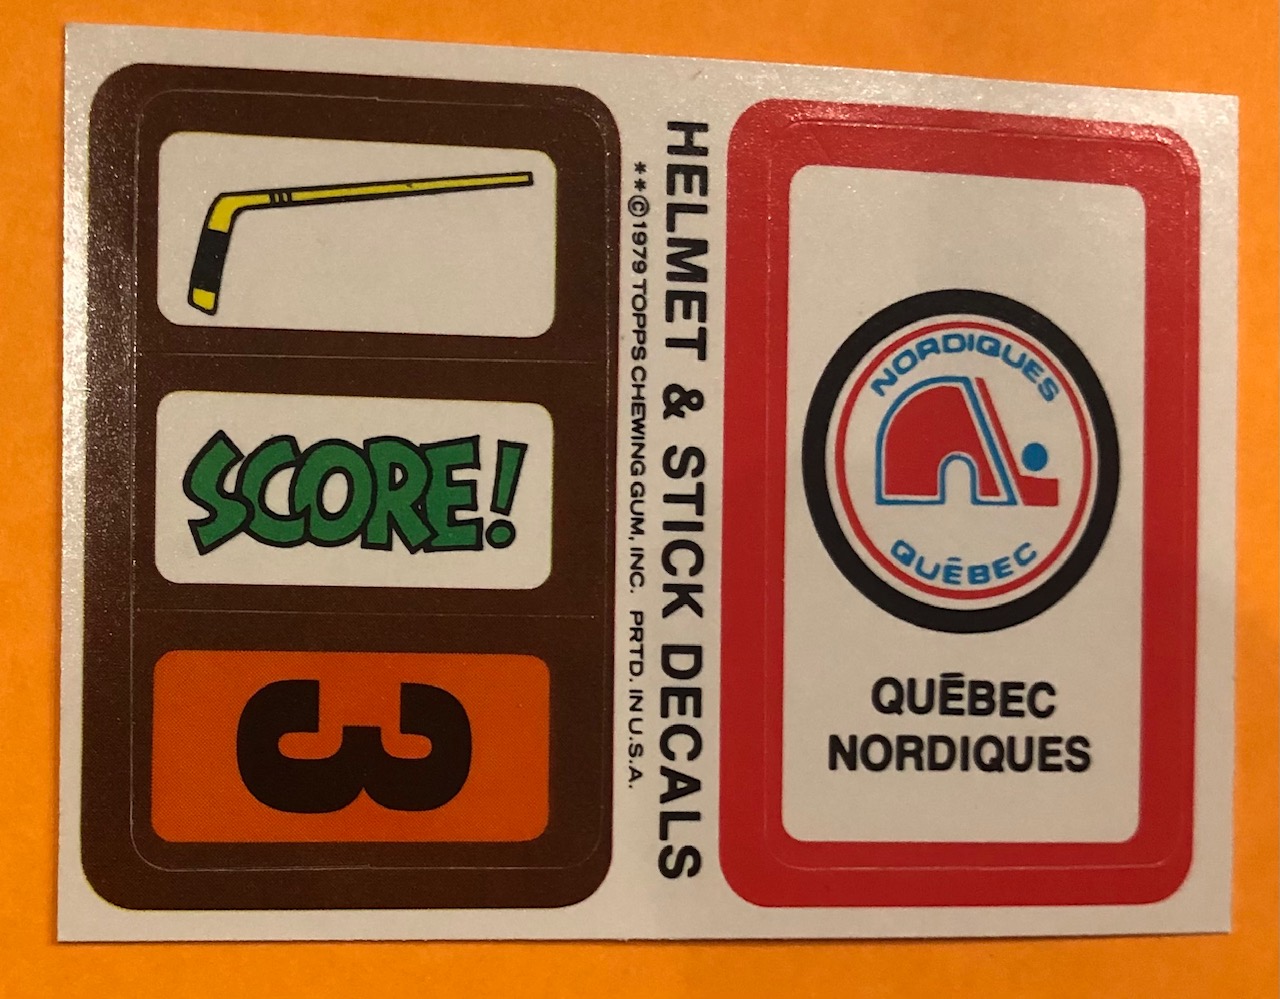 SCORE!
3
HELMET & STICK DECALS
**©1979 TOPPS CHEWING GUM, INC. PRTD. IN U.S.A.
NORDIQUES
QUÉBEC
QUÉBEC
NORDIQUES